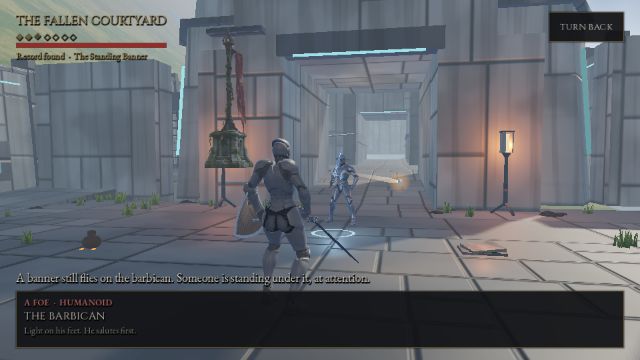 THE FALLEN COURTYARD
TURN BACK
Record found · The Standing Banner
A banner still flies on the barbican. Someone is standing under it, at attention.
A FOE · HUMANOID
THE BARBICAN
Light on his feet. He salutes first.